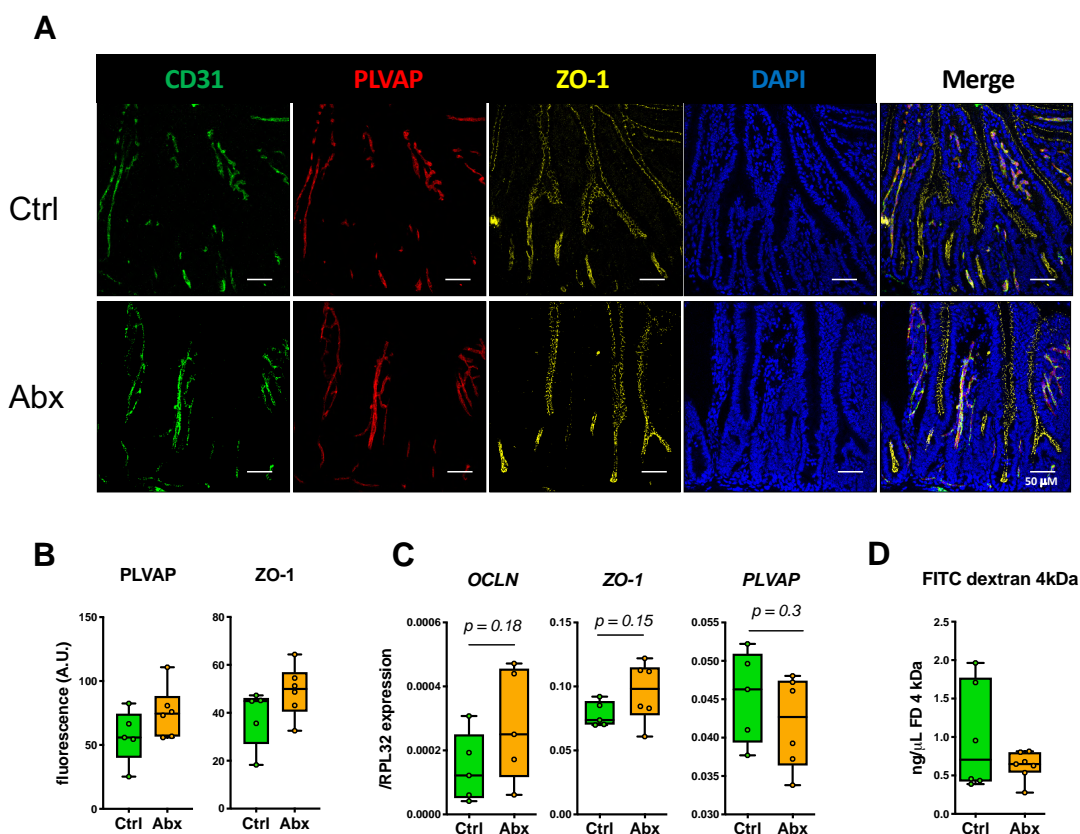 A
CD31 PLVAP ZO-1 DAPI Merge
Ctrl
Abx
50 µM
B
PLVAP
ZO-1
fluorescence (A.U.)
150
100
50
0
80
60
40
20
0
Ctrl Abx
Ctrl Abx
C
OCLN
ZO-1
PLVAP
/RPL32 expression
p = 0.18
p = 0.15
p = 0.3
0.0006
0.0004
0.0002
0.0000
0.15
0.10
0.05
0.00
0.055
0.050
0.045
0.040
0.035
0.030
Ctrl Abx
Ctrl Abx
Ctrl Abx
D
FITC dextran 4kDa
ng/µL FD 4 kDa
2.5
2.0
1.5
1.0
0.5
0.0
Ctrl Abx